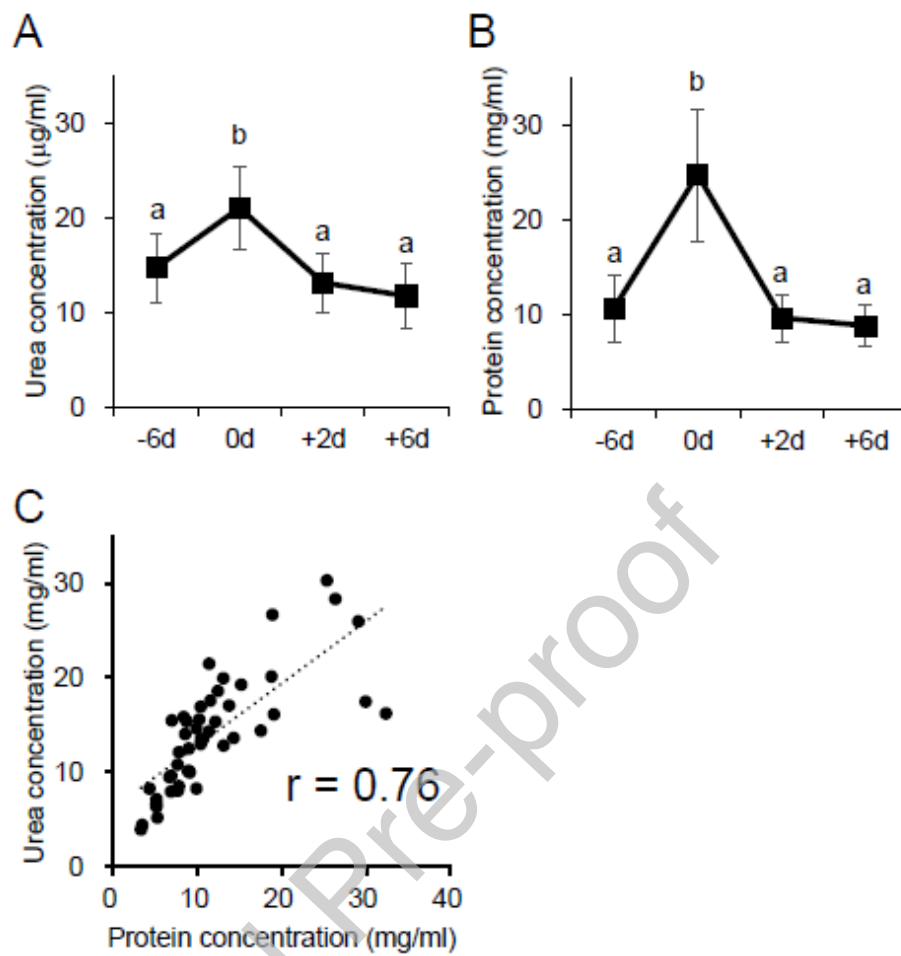 A
Urea concentration (µg/ml)
30
20
10
0
a
b
a
a
-6d
0d
+2d
+6d
B
Protein concentration (mg/ml)
30
20
10
0
a
b
a
a
-6d
0d
+2d
+6d
C
Urea concentration (mg/ml)
30
20
10
0
r = 0.76
0
10
20
30
40
Protein concentration (mg/ml)
Pre-proof